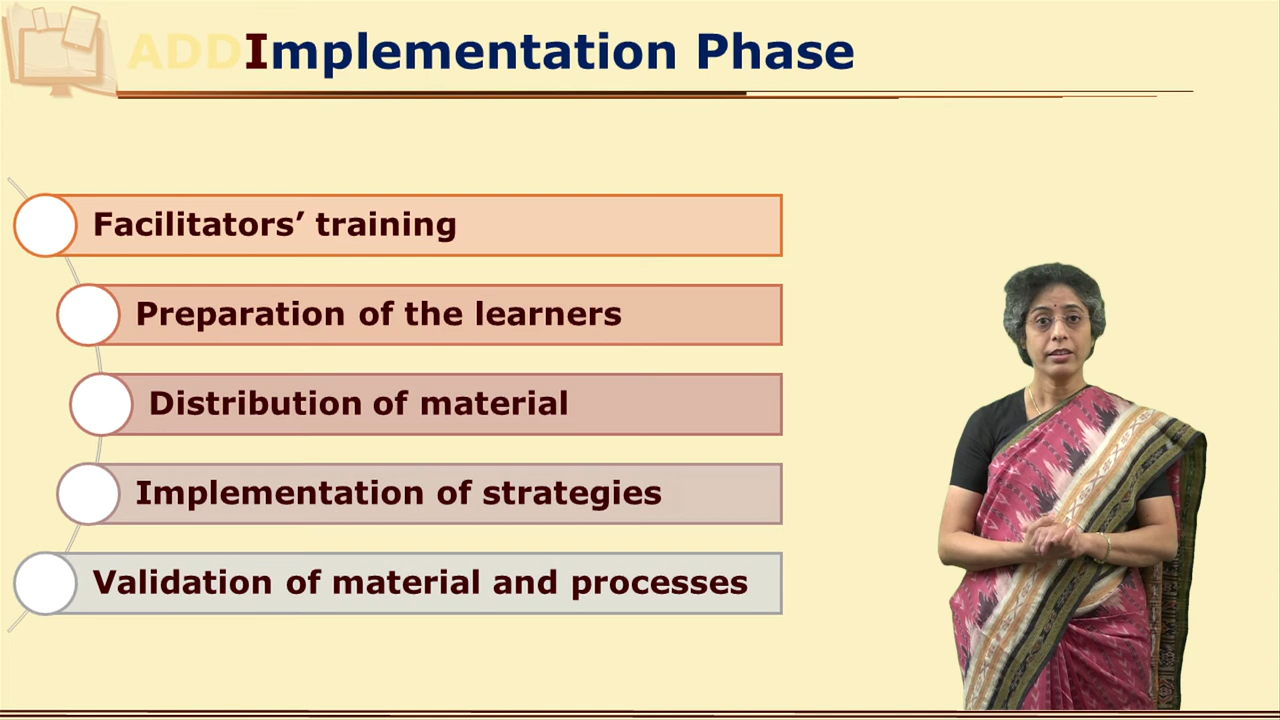 ADDImplementation Phase
Facilitators’ training
Preparation of the learners
Distribution of material
Implementation of strategies
Validation of material and processes